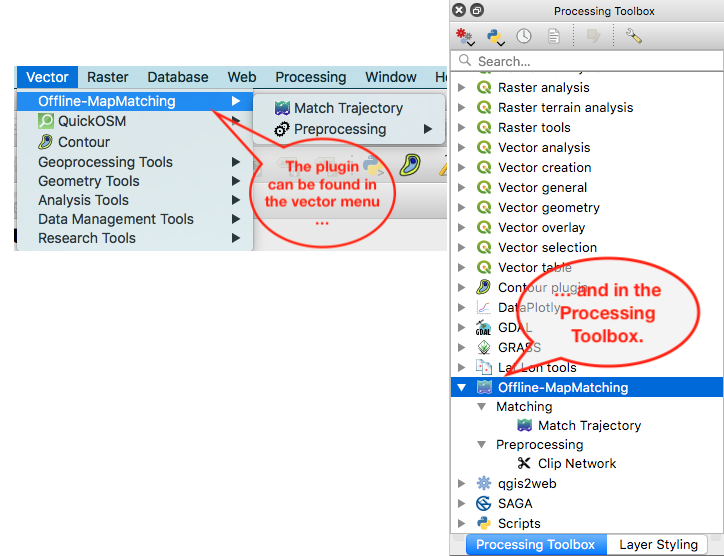 Vector Raster Database Web Processing Window He
Offline-MapMatching
QuickOSM
Contour
Geoprocessing Tools
Geometry Tools
Analysis Tools
Data Management Tools
Research Tools
Match Trajectory
Preprocessing
The plugin
can be found in
the vector menu
...
Processing Toolbox
Search...
Raster analysis
Raster terrain analysis
Raster tools
Vector analysis
Vector creation
Vector general
Vector geometry
Vector overlay
Vector selection
Vector table
Contour plugin
DataPlotly
GDAL
GRASS
Lat Lon tools
Offline-MapMatching
Matching
Match Trajectory
Preprocessing
Clip Network
qgis2web
SAGA
Scripts
... and in the
Processing
Toolbox.
Processing Toolbox Layer Styling